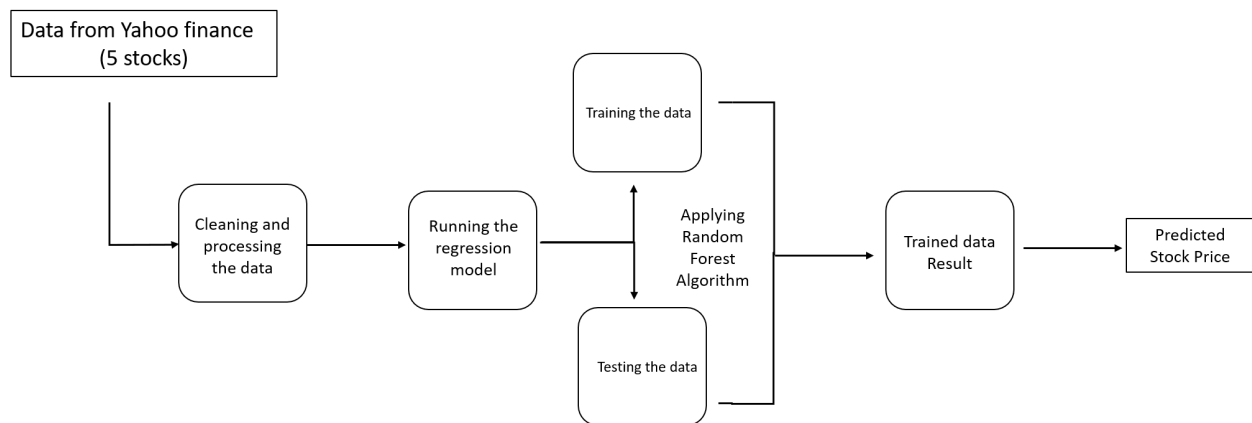 Data from Yahoo finance
(5 stocks)
Cleaning and
processing
the data
Running the
regression
model
Training the data
Applying
Random
Forest
Algorithm
Testing the data
Trained data
Result
Predicted
Stock Price